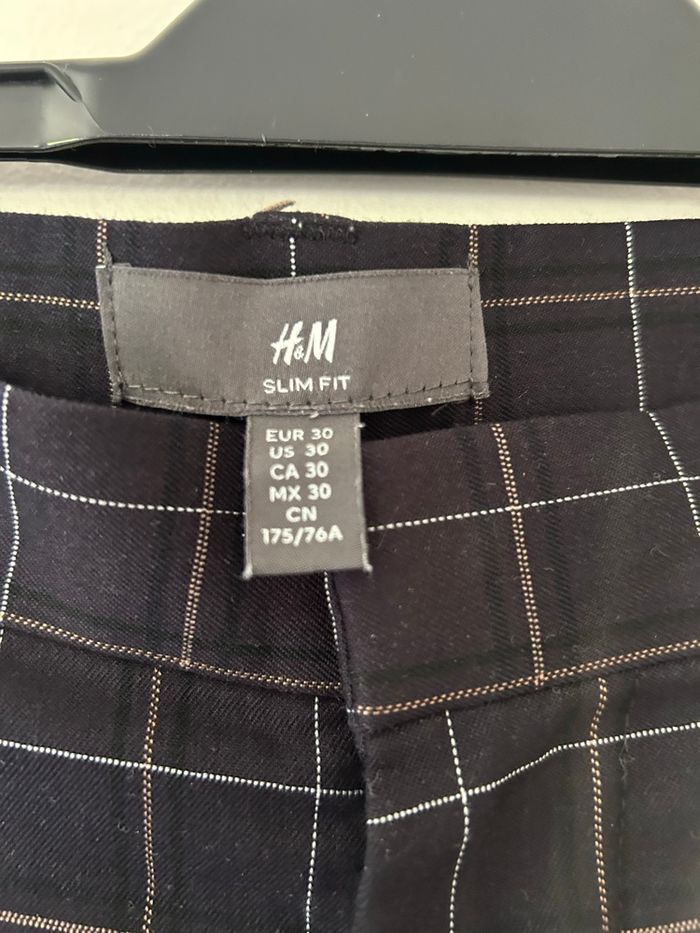 H&M
SLIM FIT
EUR 30
US 30
CA 30
MX 30
CN
175/76A